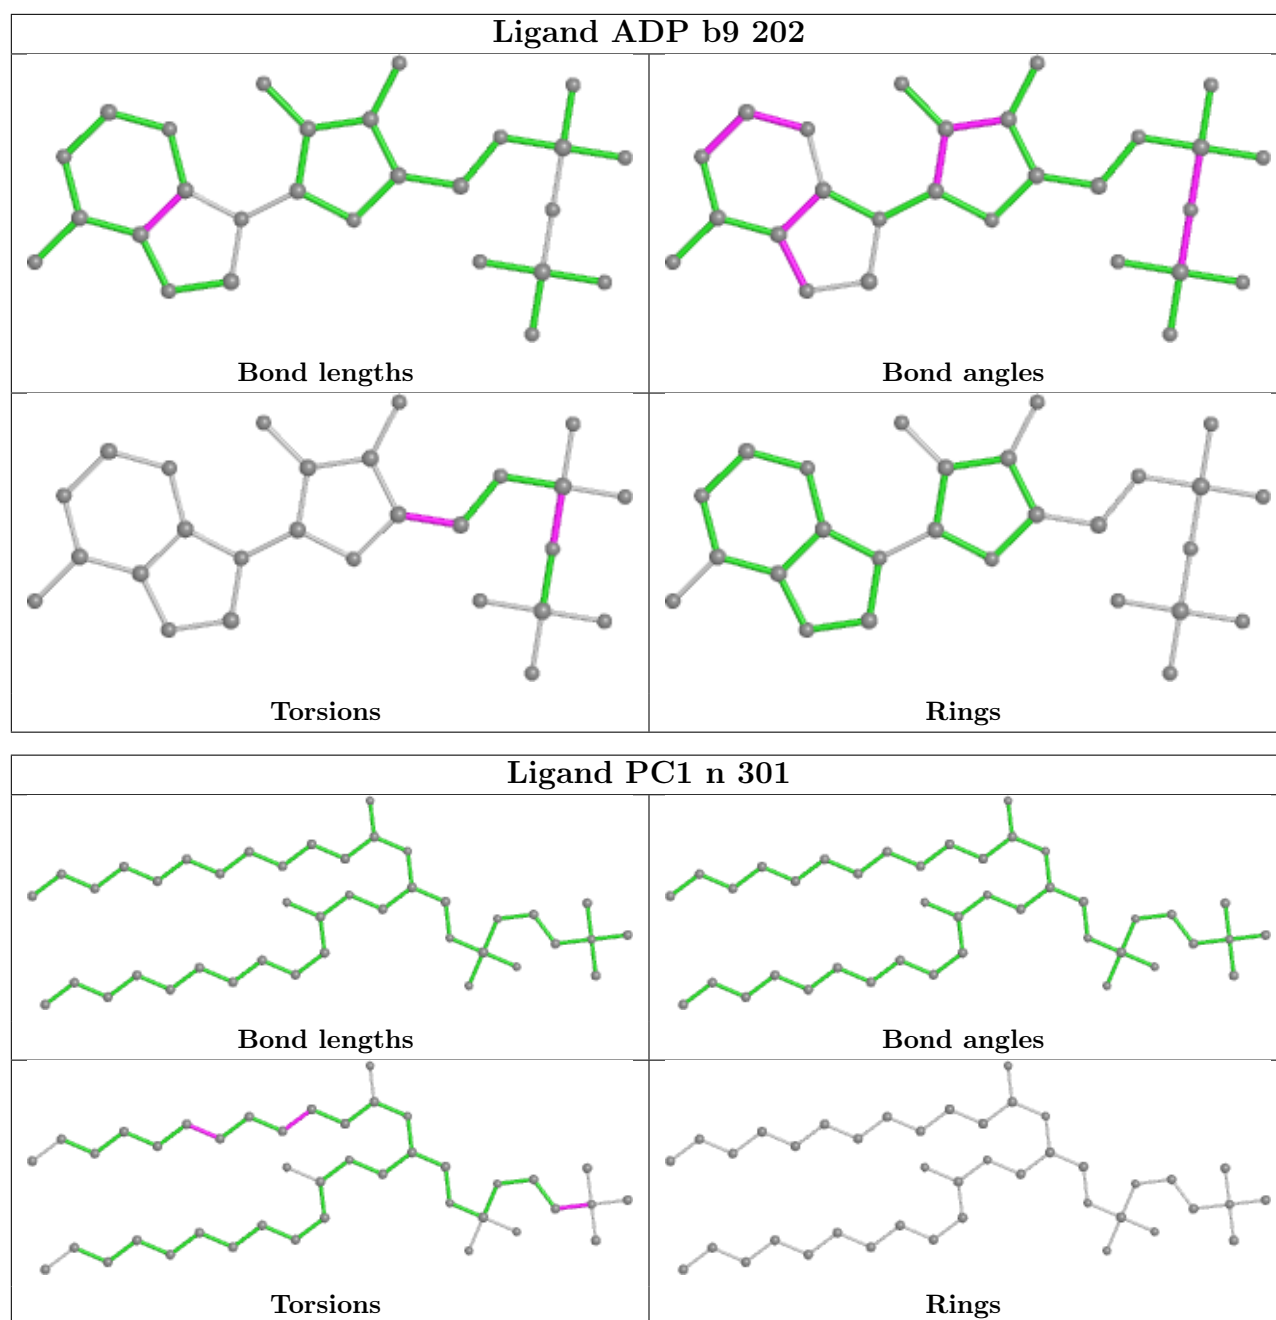 Ligand ADP b9 202
Bond lengths
Bond angles
Torsions
Rings
Ligand PC1 n 301
Bond lengths
Bond angles
Torsions
Rings